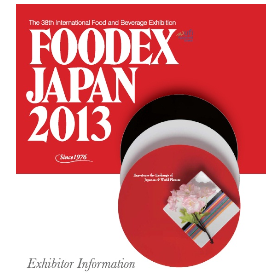 The 38th International Food and Beverage Exhibition
FOODEX
JAPAN
2013
Since 1976
Exhibitor Information